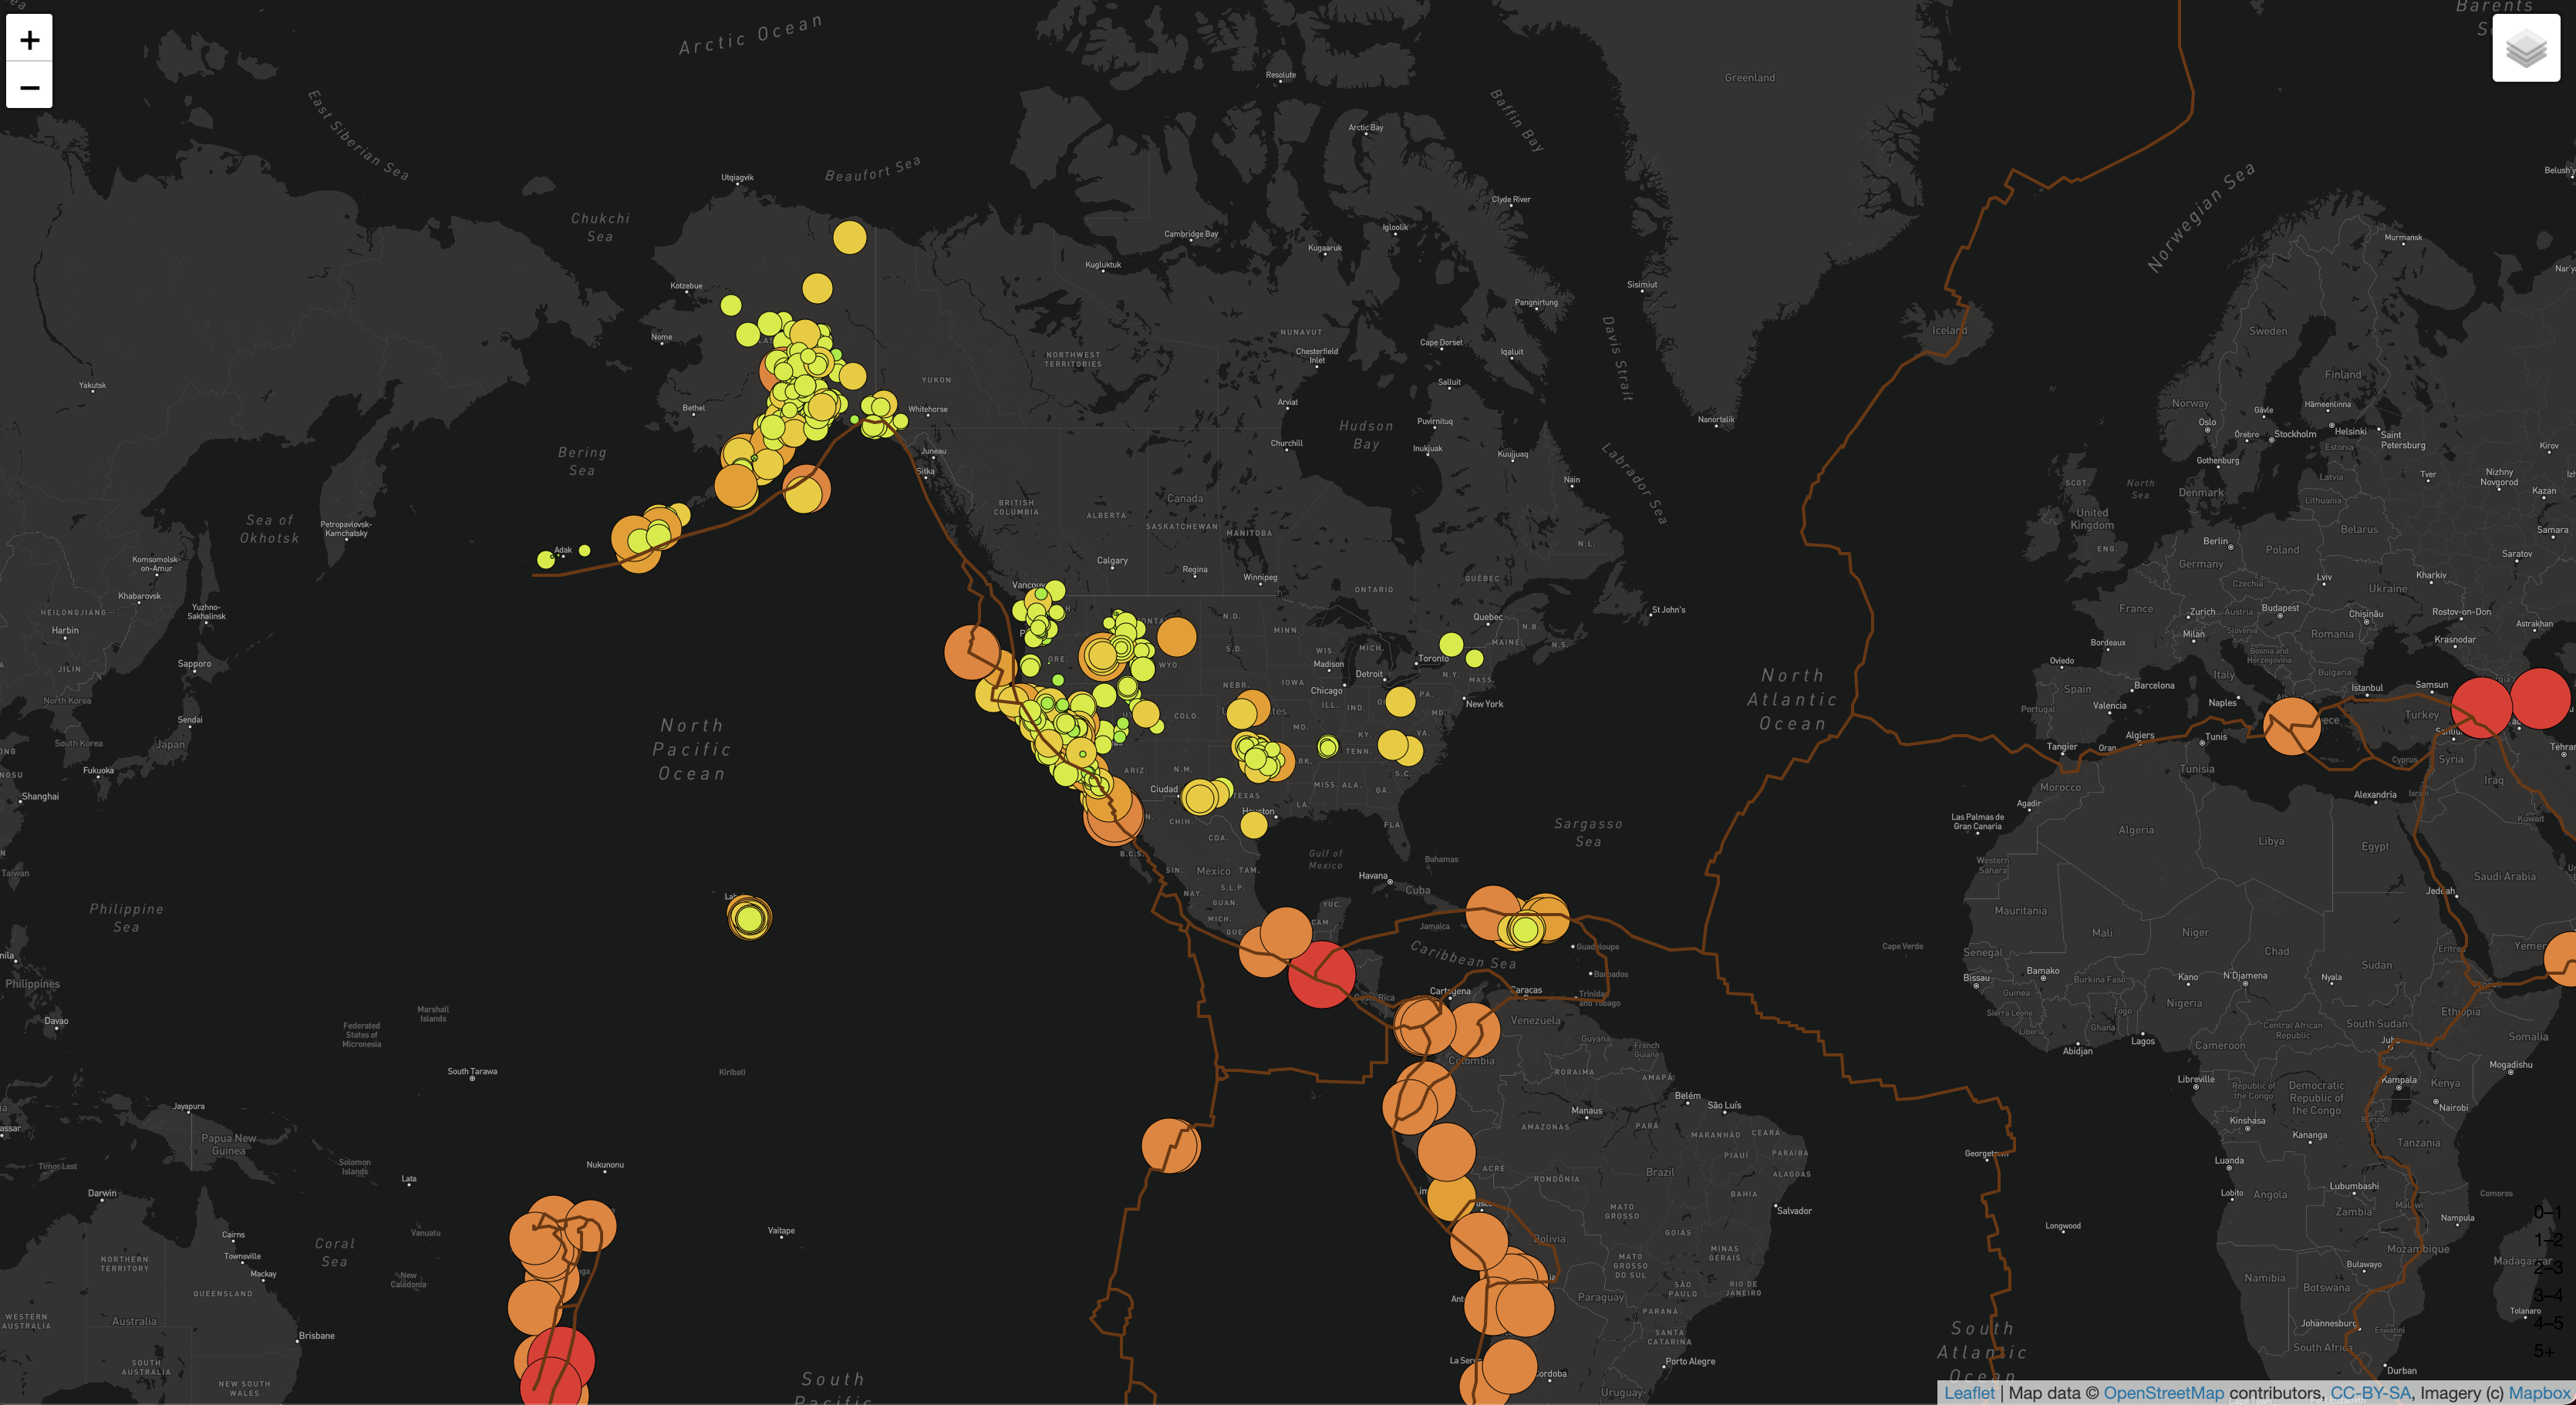 +
−
Arctic Ocean
Barents
Greenland
Resolute
East Siberian Sea
Baffin Bay
Arctic Bay
Norwegian Sea
Beaufort Sea
Utqiagvik
Belush'y
Clyde River
Chukchi
Sea
Cambridge Bay
Igloolik
Murmansk
Kugaaruk
Kugluktuk
Nar'y
Kotzebue
Sisimiut
Pangnirtung
Nome
Davis Strait
NUNAVUT
Iceland
Sweden
Cape Dorset
Chesterfield
Inlet
Iqaluit
NORTHWEST
TERRITORIES
Yakutsk
YUKON
Salluit
Finland
Bethel
Whitehorse
Arviat
Norway
Gävle
Hämeenlinna
Puvirnituq
Nanortalik
Oslo
Hudson
Bay
Örebro
Stockholm
Helsinki
Saint
Petersburg
Churchill
Inukjuak
Kuujjuaq
Juneau
Sitka
Bering
Sea
Labrador Sea
Gothenburg
Estonia
Kirov
Nain
SCOT.
North
Sea
Denmark
Latvia
Lithuania
Tver
Nizhny
Novgorod
Kazan
Canada
BRITISH
COLUMBIA
ALBERTA
SASKATCHEWAN
MANITOBA
Sea of
Okhotsk
Petropavlovsk-
Kamchatsky
United
Kingdom
Belarus
Samara
Adak
N.L.
ENG.
Berlin
Poland
Saratov
Komsomolsk-
on-Amur
Calgary
Regina
Winnipeg
ONTARIO
QUÉBEC
Germany
Czechia
Lviv
Kharkiv
Ukraine
Khabarovsk
HEILONGJIANG
Harbin
Yuzhno-
Sakhalinsk
Vancouv
St John's
France
Zurich
Austria
Budapest
Chișinău
Rostov-on-Don
Quebec
N.B.
N.D.
MINN.
MAINE
N.S.
Milan
Slovenia
Romania
Astrakhan
Krasnodar
Bordeaux
Sapporo
JILIN
ORE.
WYO.
S.D.
WIS.
MICH.
Madison
Toronto
Detroit
N.Y.
MASS.
Oviedo
Bosnia and
Herzegovina
Bulgaria
Italy
North
Atlantic
Ocean
Spain
Barcelona
Istanbul
Samsun
North Korea
NEBR.
IOWA
Chicago
PA.
New York
Naples
Portugal
Valencia
Turkey
Sendai
COLO.
ILL.
IND.
MD.
North
Pacific
Ocean
South Korea
Japan
MO.
KY.
VA.
Tangier
Oran
Algiers
Tunis
Cyprus
Syria
Tehra
Fukuoka
TENN.
ARIZ.
N.M.
S.C.
Tunisia
Iraq
Shanghai
Ciudad
TEXAS
MISS.
ALA.
GA.
Morocco
Alexandria
Houston
LA.
Agadir
Las Palmas de
Gran Canaria
Kuwait
CHIH.
FLA.
Sargasso
Sea
Algeria
Libya
Egypt
COA.
B.C.S.
Gulf of
Mexico
Bahamas
Western
Sahara
Taiwan
SIN.
Mexico
TAM.
Havana
Cuba
Saudi Arabia
Jeddah
S.L.P.
NAY.
GUAN.
YUC.
Philippine
Sea
MICH.
CAM.
Jamaica
Mauritania
Mali
Niger
Guadeloupe
Cape Verde
Caribbean Sea
Senegal
Chad
Sudan
Eritrea
Yemen
Barbados
Bissau
Bamako
Burkina Faso
Kano
N'Djamena
Nyala
Philippines
Costa Rica
Cartagena
Caracas
Trinidad
and Tobago
Guinea
Nigeria
Marshall
Islands
Davao
Federated
States of
Micronesia
Venezuela
Sierra Leone
Liberia
Ghana
Togo
Central African
Republic
South Sudan
Ethiopia
Guyana
French
Guiana
Abidjan
Lagos
Cameroon
Somalia
Colombia
South Tarawa
Kiribati
RORAIMA
AMAPÁ
Libreville
Republic of
the Congo
Democratic
Republic of
the Congo
Kampala
Kenya
Mogadishu
Jayapura
Belém
São Luís
Manaus
Nairobi
Papua New
Guinea
AMAZONAS
PARÁ
MARANHÃO
CEARÁ
Kinshasa
Burundi
Kananga
Tanzania
Timor Lest
Solomon
Islands
Nukunonu
ACRE
PIAUÍ
PARAÍBA
Brazil
ALAGOAS
Luanda
Lata
RONDÔNIA
Darwin
BAHIA
Lobito
Angola
Lubumbashi
Comoros
MATO
GROSSO
Salvador
Zambia
Malawi
Nampula
0–1
Cairns
Coral
Sea
Vanuatu
Vaitape
GOIÁS
Bolivia
Longwood
1–2
Townsville
NORTHERN
TERRITORY
Mackay
New
Caledonia
MATO
GROSSO
DO SUL
MINAS
GERAIS
Mozambique
Madagascar
Bulawayo
2–3
Namibia
Botswana
QUEENSLAND
SÃO
PAULO
RIO DE
JANEIRO
Paraguay
3–4
WESTERN
AUSTRALIA
Australia
PARANÁ
Tolanaro
Brisbane
SANTA
CATARINA
Johannesburg
Eswatini
4–5
South
Atlantic
Ocean
South Africa
5+
SOUTH
AUSTRALIA
Porto Alegre
Durban
NEW SOUTH
WALES
South
Pacific
Uruguay
Leaflet | Map data © OpenStreetMap contributors, CC-BY-SA, Imagery (c) Mapbox